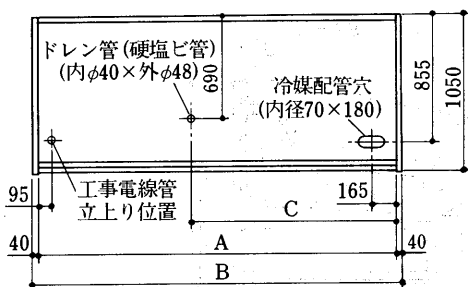 ドレン管(硬塩ビ管)
(内φ40×外φ48)
690
冷媒配管穴
(内径70×180)
855
1050
95
工事電線管
立上り位置
165
C
40
A
40
B